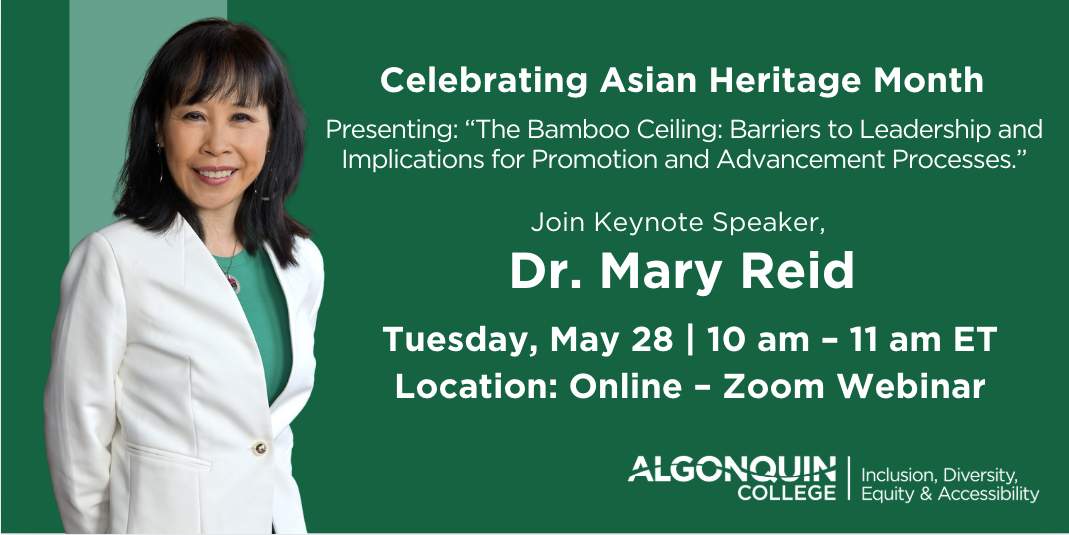 Celebrating Asian Heritage Month
Presenting: “The Bamboo Ceiling: Barriers to Leadership and
Implications for Promotion and Advancement Processes.”
Join Keynote Speaker,
Dr. Mary Reid
Tuesday, May 28 | 10 am – 11 am ET
Location: Online – Zoom Webinar
ALGONQUIN
COLLEGE
Inclusion, Diversity,
Equity & Accessibility